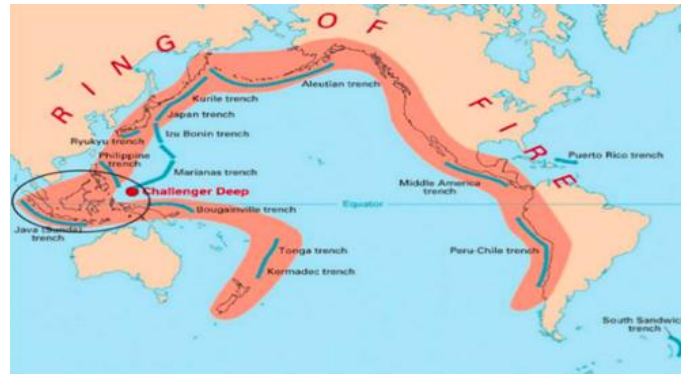 RING OF FIRE
Aleutian trench
Kurile trench
Japan trench
Izu Bonin trench
Ryukyu trench
Philippine
trench
Marianas trench
Challenger Deep
Bougainville trench
Java (Sunda)
trench
Equator
Tonga trench
Kermadec trench
Middle America
trench
Puerto Rico trench
Peru-Chile trench
South Sandwich
trench